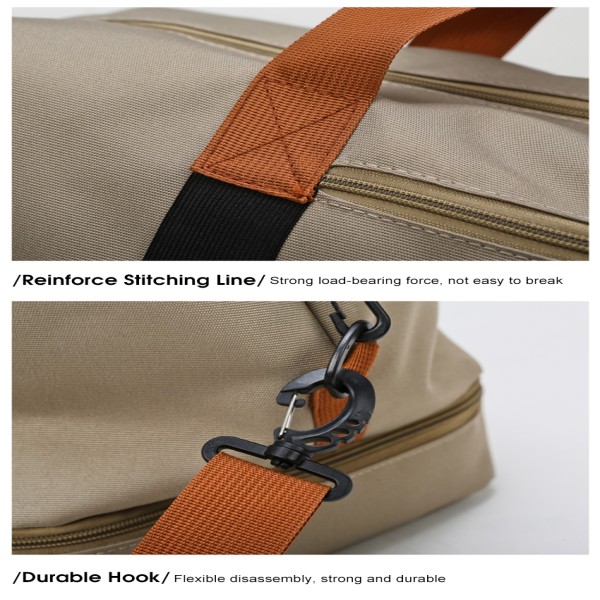 /Reinforce Stitching Line/ Strong load-bearing force, not easy to break
/Durable Hook/ Flexible disassembly, strong and durable